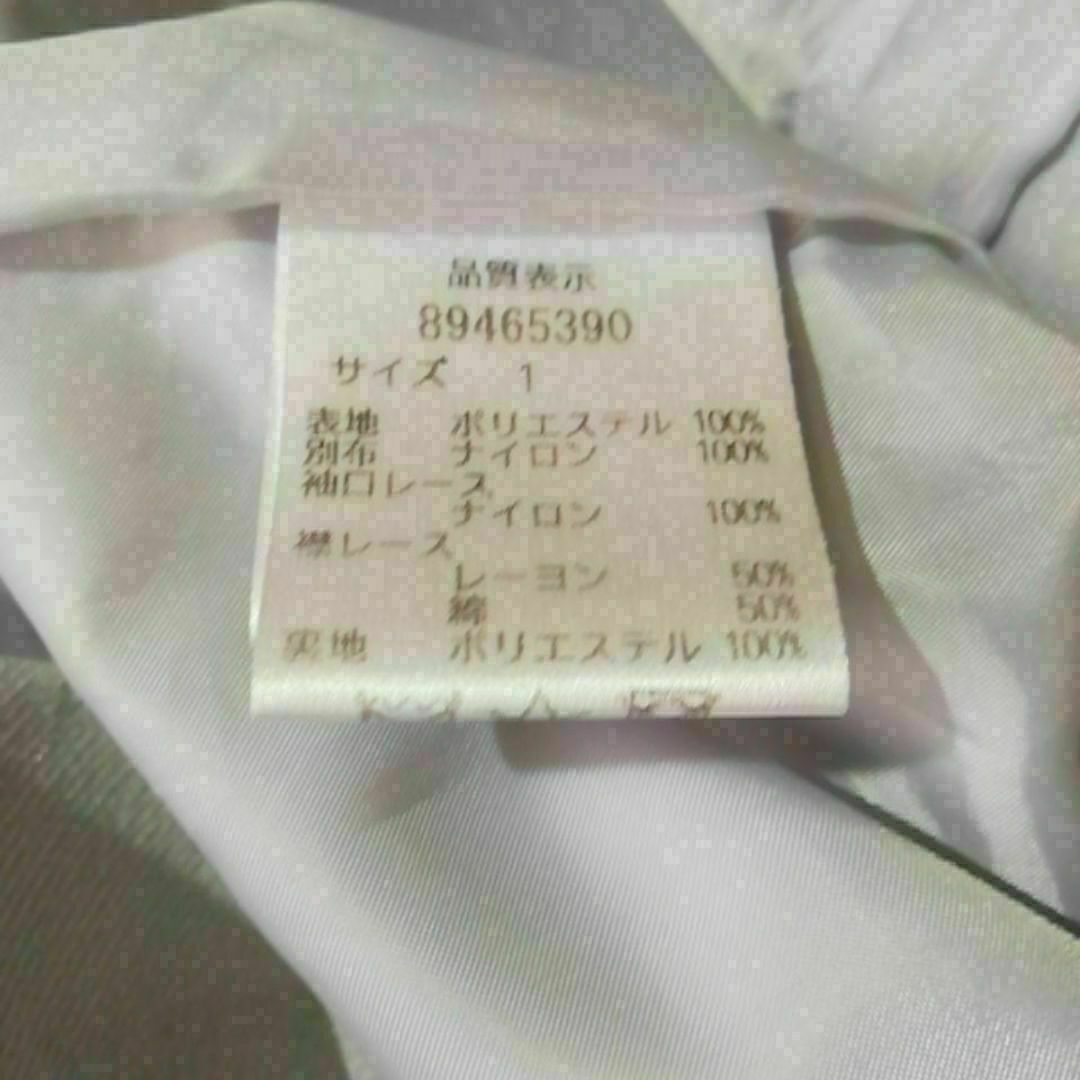 品質表示
89465390
サイズ 1
表地 ポリエステル 100%
別布 ナイロン 100%
袖口レース
ナイロン 100%
襟レース
レーヨン 50%
綿 50%
裏地 ポリエステル 100%